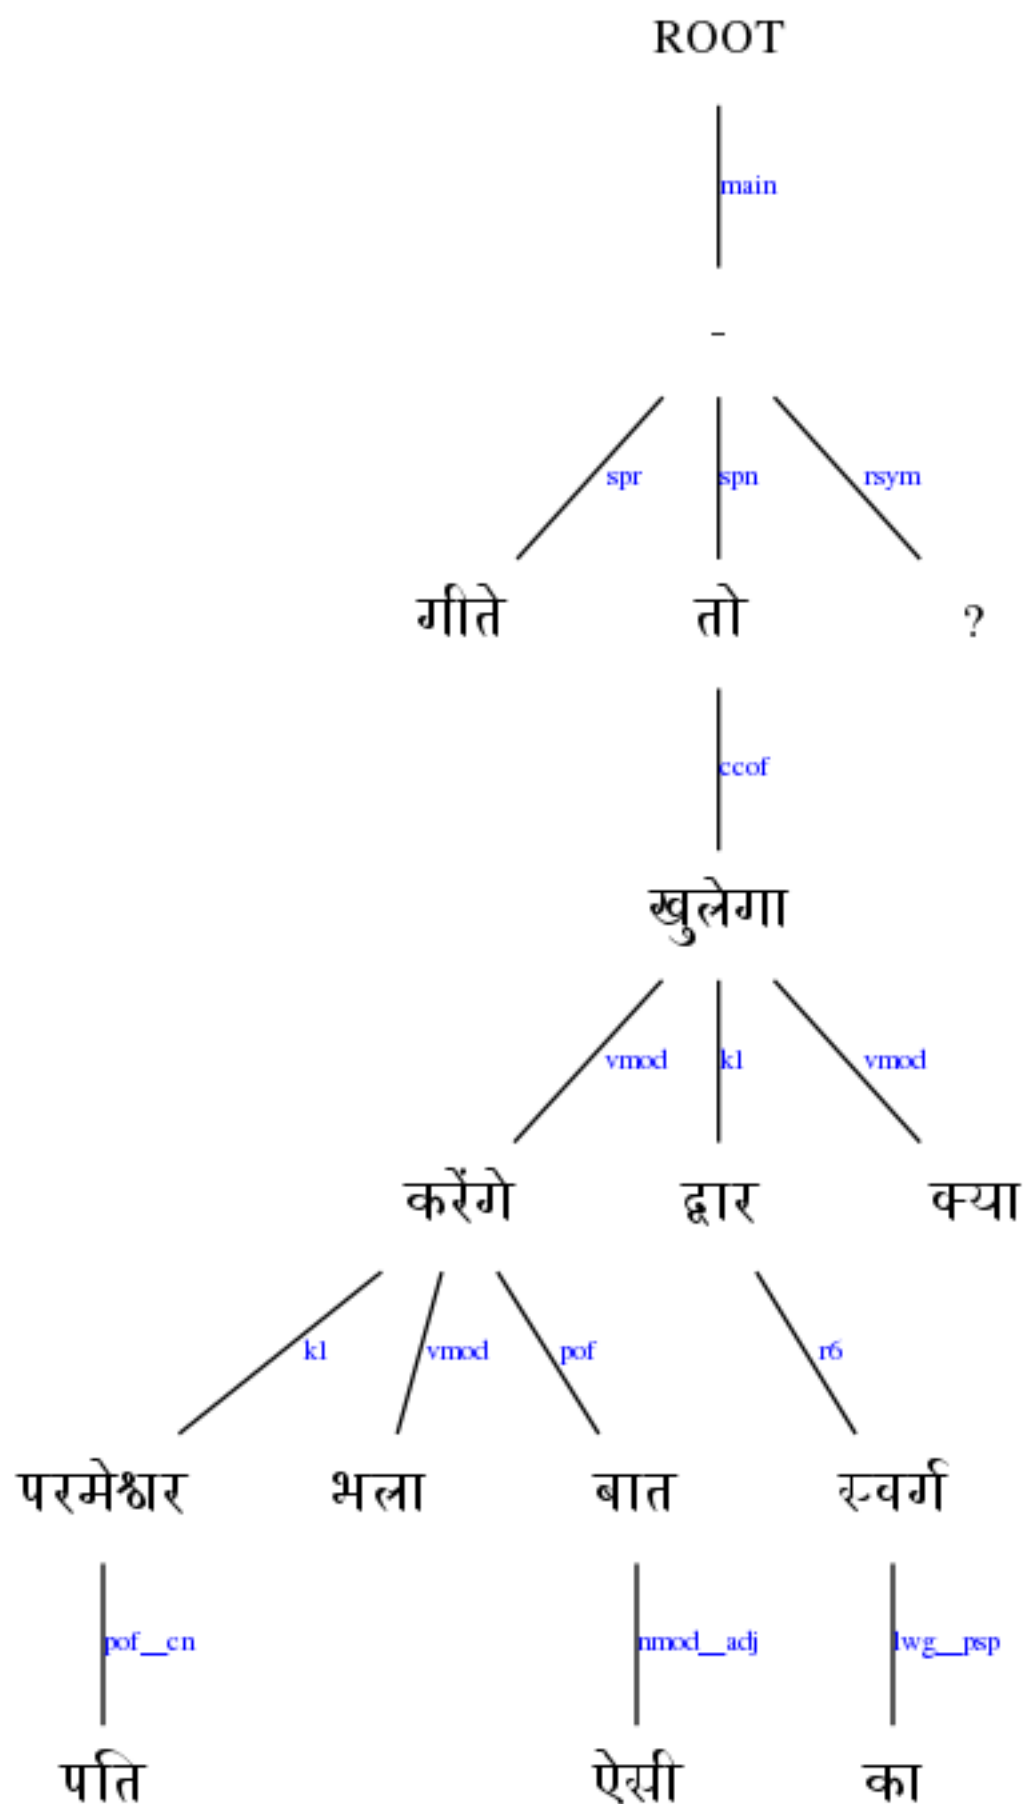 ROOT
main
-
spr spn rsym
गीते तो ?
ccof
खुलेगा
vmod k1 vmod
करेंगे द्वार क्या
k1 vmod pof r6
परमेश्वर भला बात स्वर्ग
pof__cn nmod__adj lwg__psp
पति ऐसी का